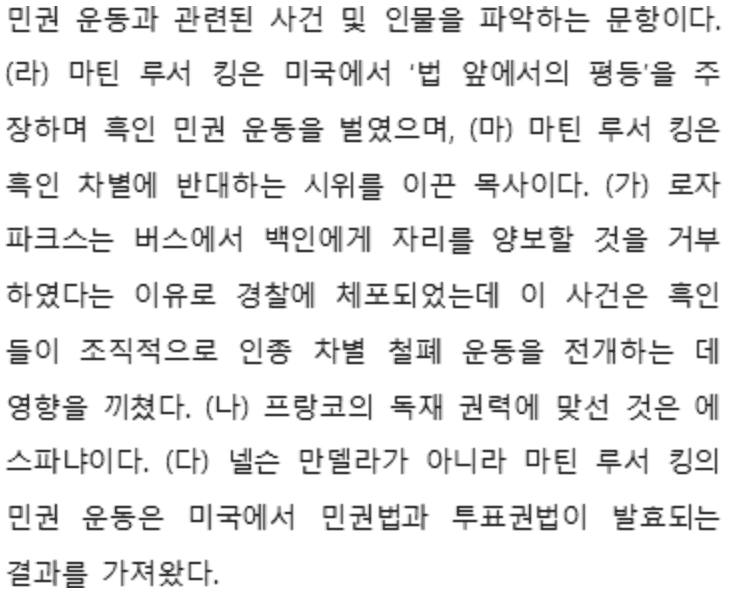 민권 운동과 관련된 사건 및 인물을 파악하는 문항이다.
(라) 마틴 루서 킹은 미국에서 ‘법 앞에서의 평등’을 주
장하며 흑인 민권 운동을 벌였으며, (마) 마틴 루서 킹은
흑인 차별에 반대하는 시위를 이끈 목사이다. (가) 로자
파크스는 버스에서 백인에게 자리를 양보할 것을 거부
하였다는 이유로 경찰에 체포되었는데 이 사건은 흑인
들이 조직적으로 인종 차별 철폐 운동을 전개하는 데
영향을 끼쳤다. (나) 프랑코의 독재 권력에 맞선 것은 에
스파냐이다. (다) 넬슨 만델라가 아니라 마틴 루서 킹의
민권 운동은 미국에서 민권법과 투표권법이 발효되는
결과를 가져왔다.